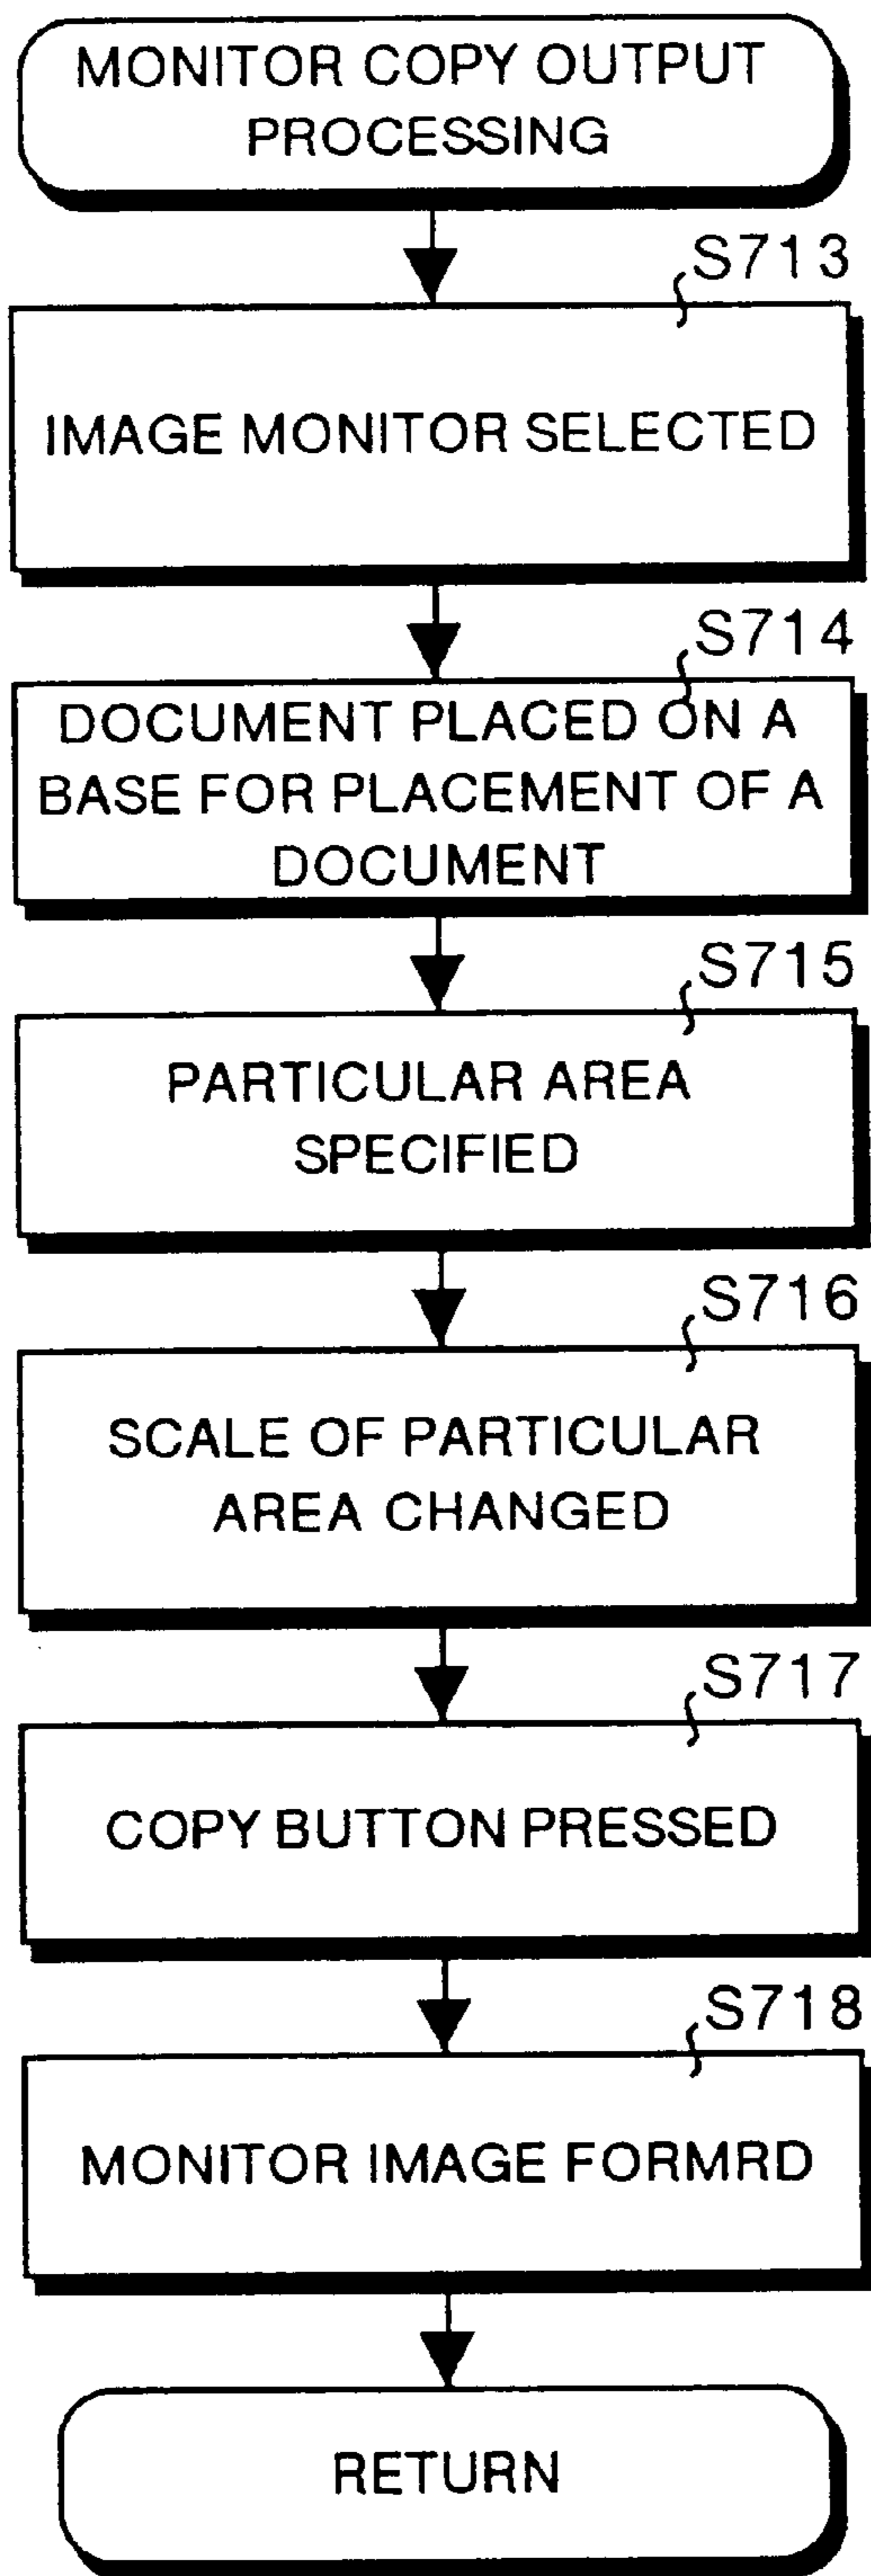 MONITOR COPY OUTPUT
PROCESSING
S713
IMAGE MONITOR SELECTED
S714
DOCUMENT PLACED ON A
BASE FOR PLACEMENT OF A
DOCUMENT
S715
PARTICULAR AREA
SPECIFIED
S716
SCALE OF PARTICULAR
AREA CHANGED
S717
COPY BUTTON PRESSED
S718
MONITOR IMAGE FORMRD
RETURN